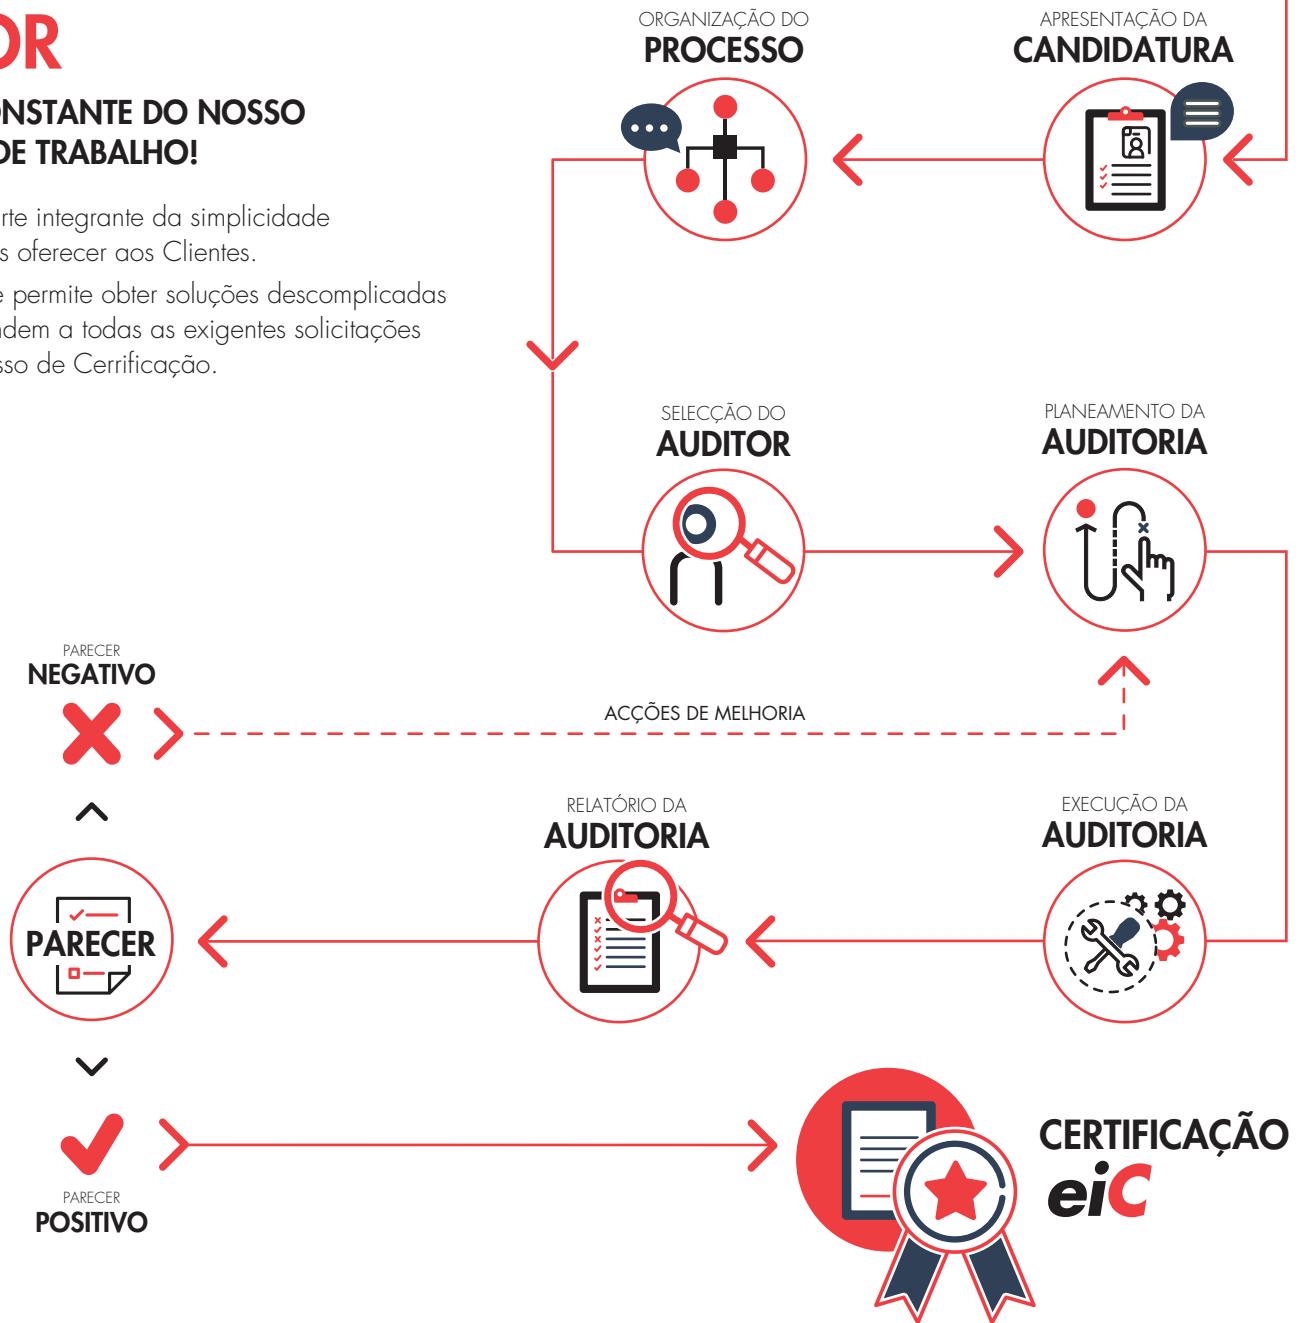 OR
ONSTANTE DO NOSSO
DE TRABALHO!
rte integrante da simplicidade
s oferecer aos Clientes.
e permite obter soluções descomplicadas
ndem a todas as exigentes solicitações
sso de Cerrificação.
ORGANIZAÇÃO DO
PROCESSO
APRESENTAÇÃO DA
CANDIDATURA
SELECÇÃO DO
AUDITOR
PLANEAMENTO DA
AUDITORIA
PARECER
NEGATIVO
ACÇÕES DE MELHORIA
RELATÓRIO DA
AUDITORIA
EXECUÇÃO DA
AUDITORIA
PARECER
PARECER
POSITIVO
CERTIFICAÇÃO
eiC